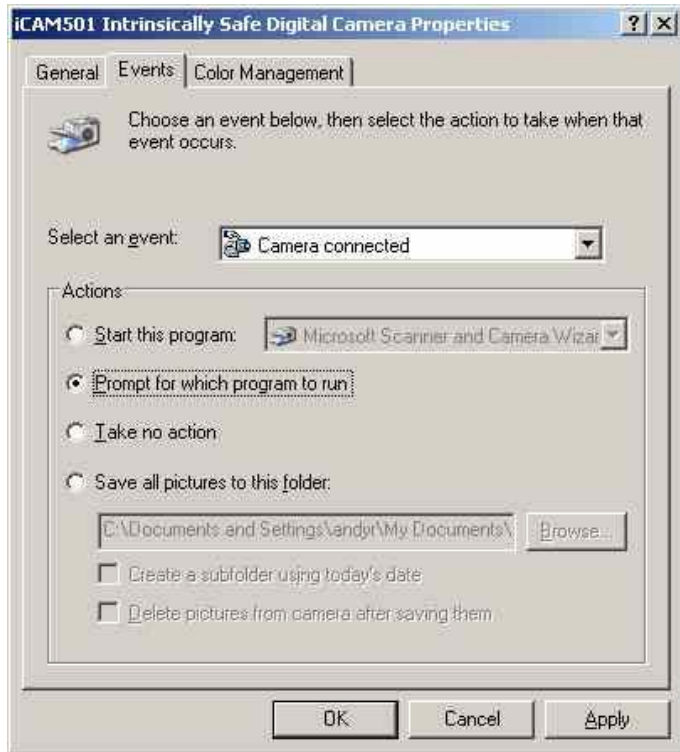 iCAM501 Intrinsically Safe Digital Camera Properties
General
Events
Color Management
Choose an event below, then select the action to take when that
event occurs.
Select an event:
Camera connected
Actions
Start this program:
Microsoft Scanner and Camera Wizar
Prompt for which program to run
Take no action
Save all pictures to this folder:
C:\Documents and Settings\andyr\My Documents\
Browse...
Create a subfolder using today's date
Delete pictures from camera after saving them
OK
Cancel
Apply